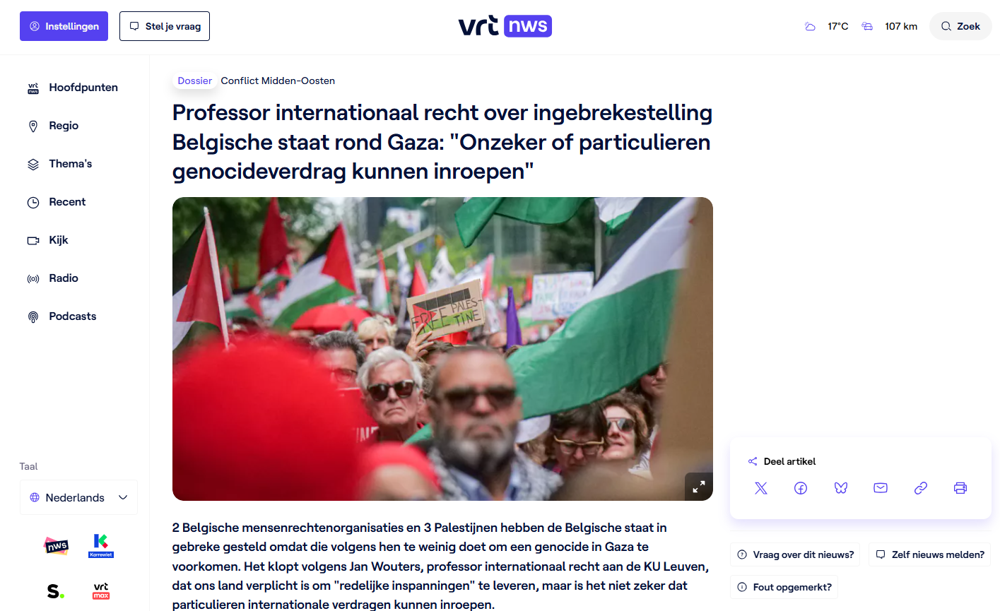 Instellingen
Stel je vraag
vrt nws
17°C
107 km
Zoek
Hoofdpunten
Regio
Thema's
Recent
Kijk
Radio
Podcasts
Taal
Nederlands
nws
Karrewiet
S.
vrt
max
Dossier Conflict Midden-Oosten
Professor internationaal recht over ingebrekestelling
Belgische staat rond Gaza: "Onzeker of particulieren
genocideverdrag kunnen inroepen"
FREE PALES-
TINE
2 Belgische mensenrechtenorganisaties en 3 Palestijnen hebben de Belgische staat in
gebreke gesteld omdat die volgens hen te weinig doet om een genocide in Gaza te
voorkomen. Het klopt volgens Jan Wouters, professor internationaal recht aan de KU Leuven,
dat ons land verplicht is om "redelijke inspanningen" te leveren, maar is het niet zeker dat
particulieren internationale verdragen kunnen inroepen.
Deel artikel
Vraag over dit nieuws?
Zelf nieuws melden?
Fout opgemerkt?